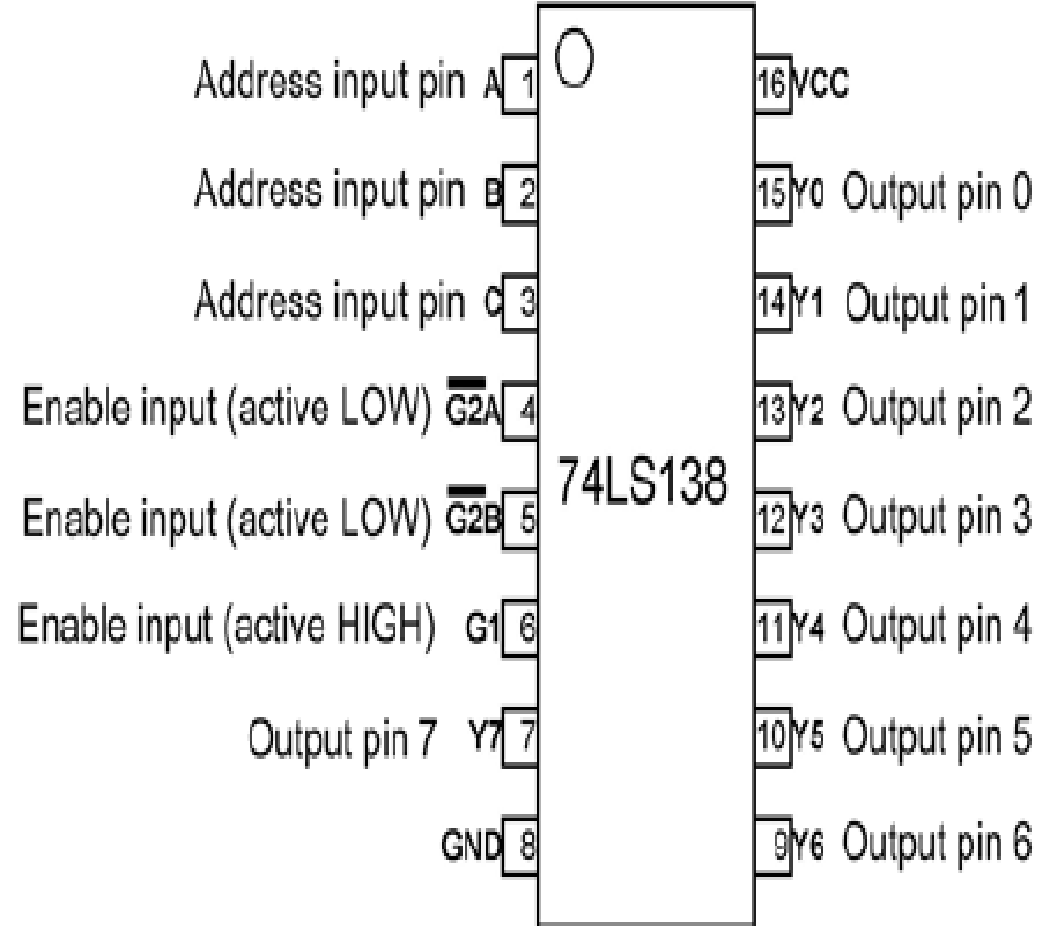 Address input pin A 1
16 VCC
Address input pin B 2
15 Y0 Output pin 0
Address input pin C 3
14 Y1 Output pin 1
Enable input (active LOW) G2A 4
13 Y2 Output pin 2
74LS138
Enable input (active LOW) G2B 5
12 Y3 Output pin 3
Enable input (active HIGH) G1 6
11 Y4 Output pin 4
Output pin 7 Y7 7
10 Y5 Output pin 5
GND 8
9 Y6 Output pin 6